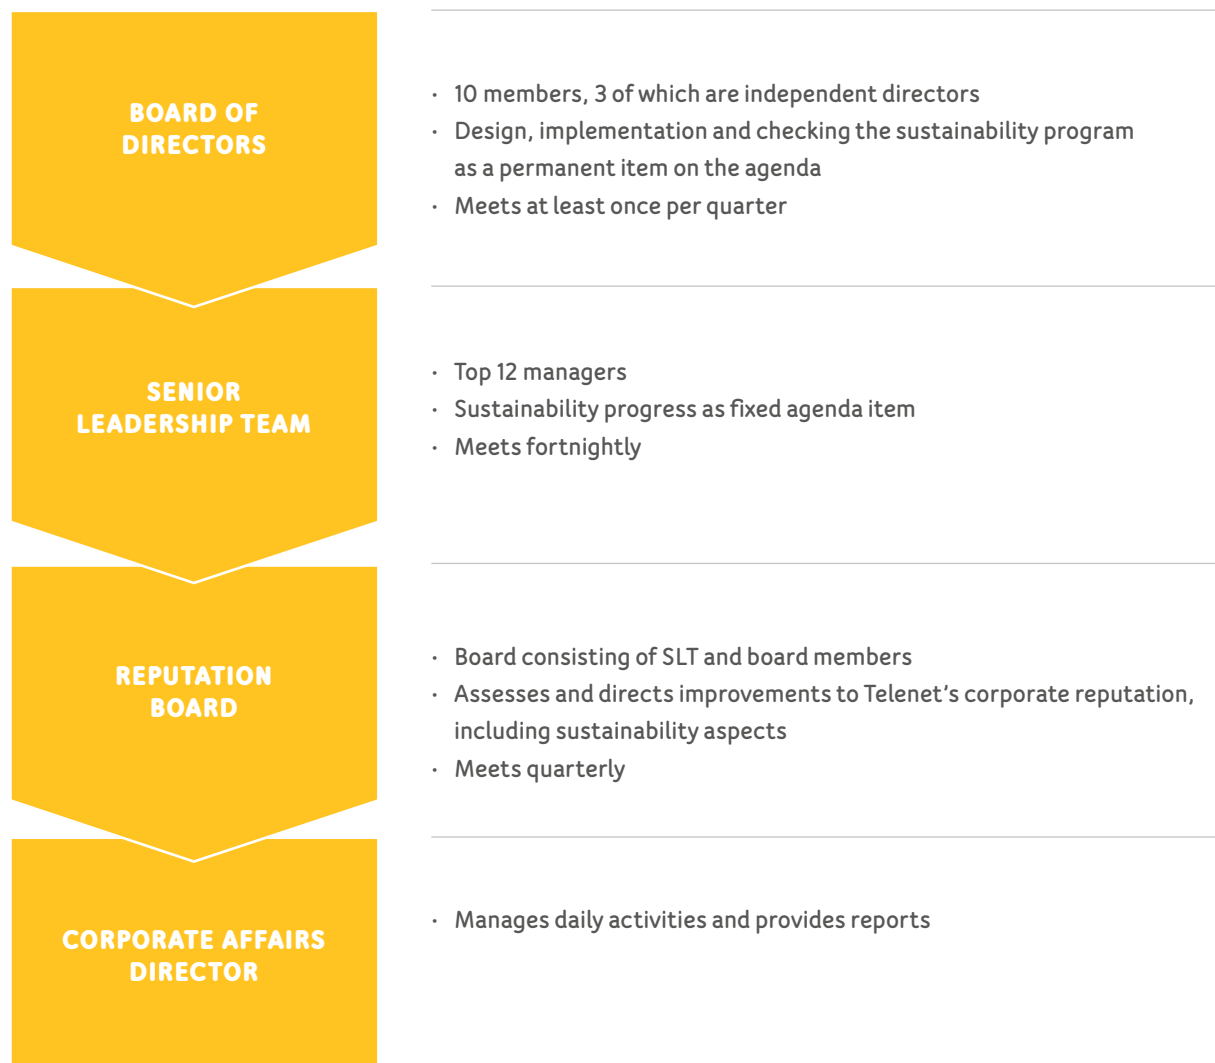 BOARD OF
DIRECTORS
· 10 members, 3 of which are independent directors
· Design, implementation and checking the sustainability program
as a permanent item on the agenda
· Meets at least once per quarter
SENIOR
LEADERSHIP TEAM
· Top 12 managers
· Sustainability progress as fixed agenda item
· Meets fortnightly
REPUTATION
BOARD
· Board consisting of SLT and board members
· Assesses and directs improvements to Telenet’s corporate reputation,
including sustainability aspects
· Meets quarterly
CORPORATE AFFAIRS
DIRECTOR
· Manages daily activities and provides reports